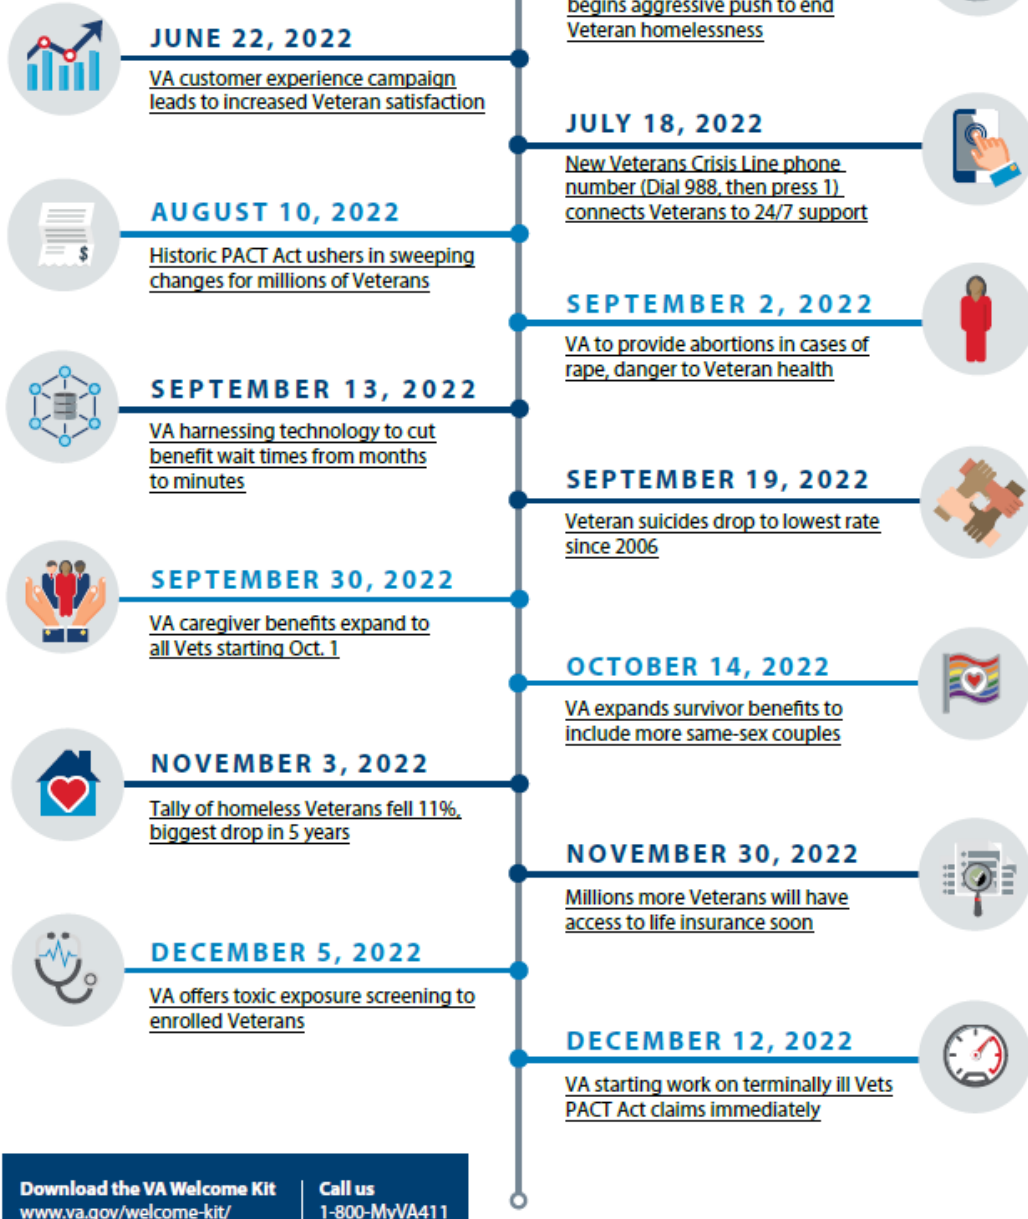 begins aggressive push to end
Veteran homelessness
JUNE 22, 2022
VA customer experience campaign
leads to increased Veteran satisfaction
JULY 18, 2022
New Veterans Crisis Line phone
number (Dial 988, then press 1)
connects Veterans to 24/7 support
AUGUST 10, 2022
Historic PACT Act ushers in sweeping
changes for millions of Veterans
$
SEPTEMBER 2, 2022
VA to provide abortions in cases of
rape, danger to Veteran health
SEPTEMBER 13, 2022
VA harnessing technology to cut
benefit wait times from months
to minutes
SEPTEMBER 19, 2022
Veteran suicides drop to lowest rate
since 2006
SEPTEMBER 30, 2022
VA caregiver benefits expand to
all Vets starting Oct. 1
OCTOBER 14, 2022
VA expands survivor benefits to
include more same-sex couples
NOVEMBER 3, 2022
Tally of homeless Veterans fell 11%,
biggest drop in 5 years
NOVEMBER 30, 2022
Millions more Veterans will have
access to life insurance soon
DECEMBER 5, 2022
VA offers toxic exposure screening to
enrolled Veterans
DECEMBER 12, 2022
VA starting work on terminally ill Vets
PACT Act claims immediately
Download the VA Welcome Kit
www.va.gov/welcome-kit/
Call us
1-800-MyVA411